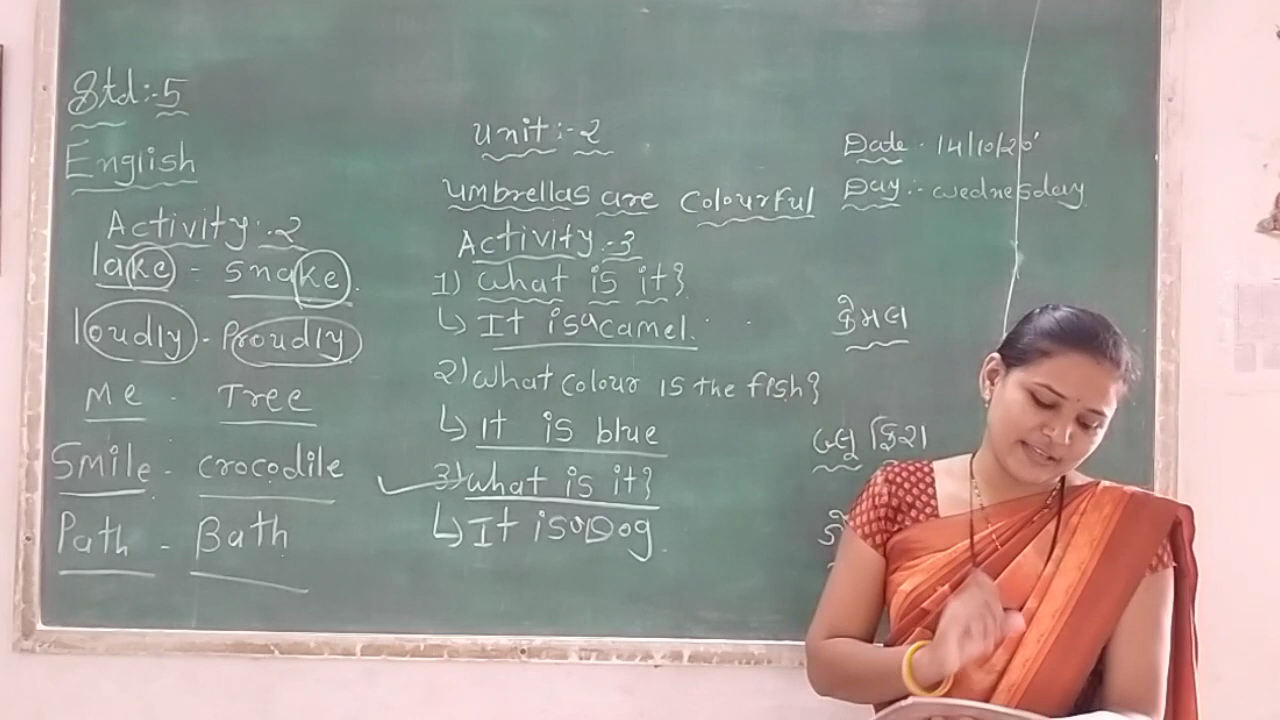 Std:-5
English
Activity:-2
lake - snake
loudly - Proudly
Me - Tree
Smile - crocodile
Path - Bath
Unit:-2
Umbrellas are colourful
Activity:-3
1) What is it?
↳ It is a camel.
2) What colour is the fish?
↳ It is blue
3) What is it?
↳ It is a Dog
Date - 14/10/20'
Day :- Wednesday
કેમલ
બ્લુ ફિશ